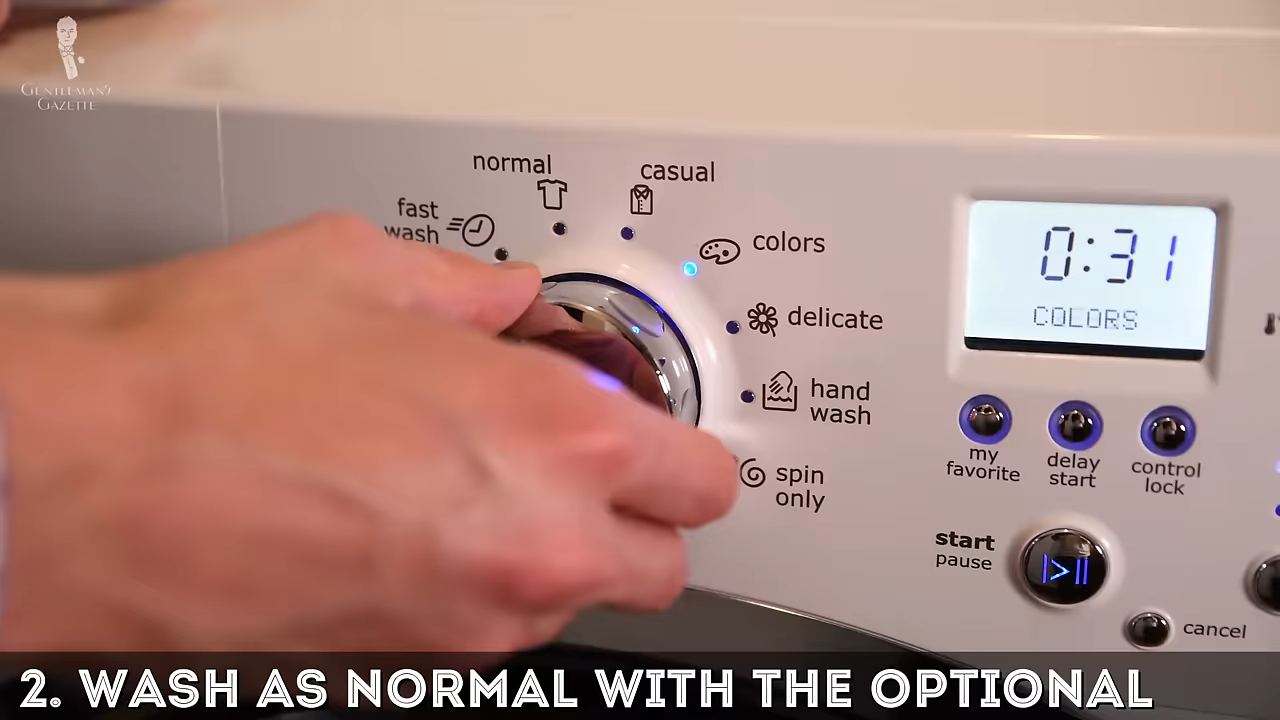 GENTLEMAN'S
GAZETTE
normal
casual
fast
wash
colors
delicate
hand
wash
spin
only
0:31
COLORS
my
favorite
delay
start
control
lock
start
pause
cancel
2. WASH AS NORMAL WITH THE OPTIONAL